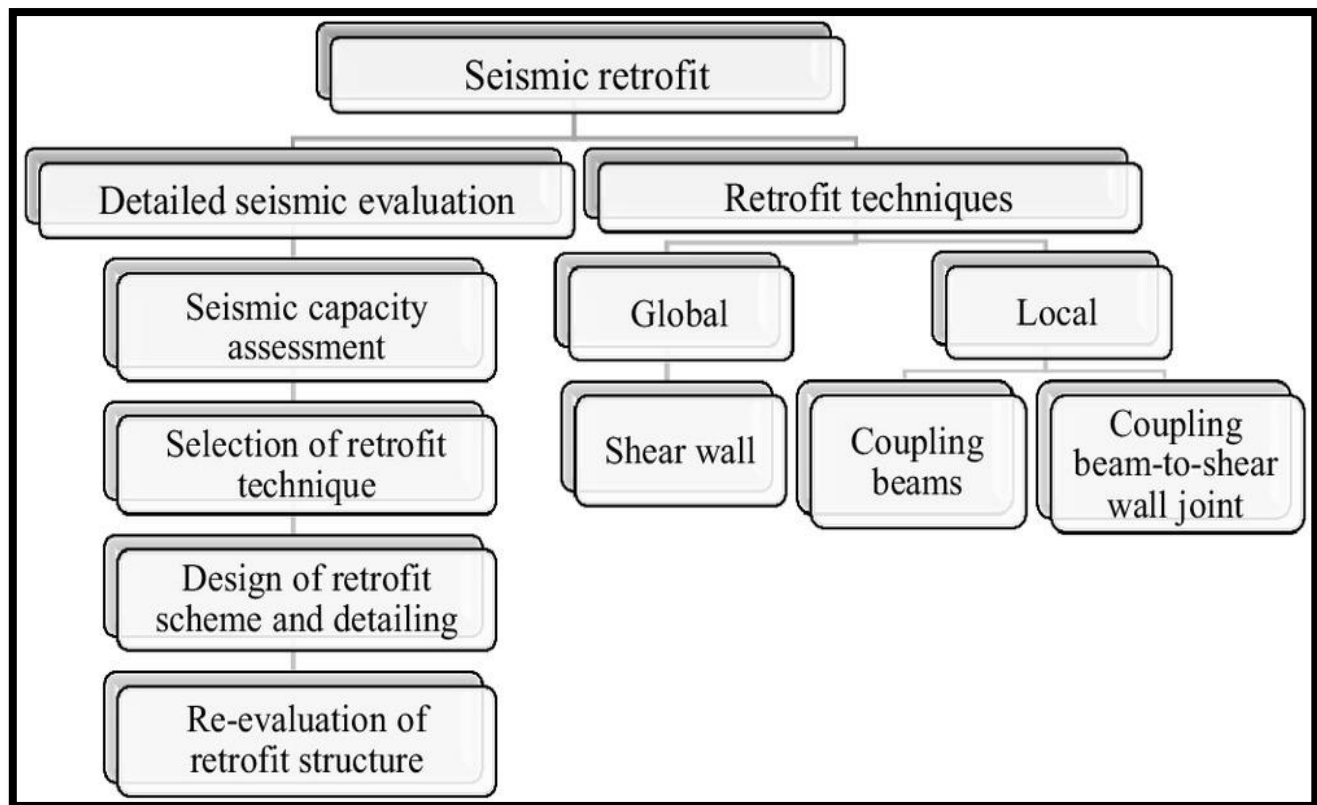 Seismic retrofit
Detailed seismic evaluation
Seismic capacity
assessment
Selection of retrofit
technique
Design of retrofit
scheme and detailing
Re-evaluation of
retrofit structure
Retrofit techniques
Global
Shear wall
Local
Coupling
beams
Coupling
beam-to-shear
wall joint